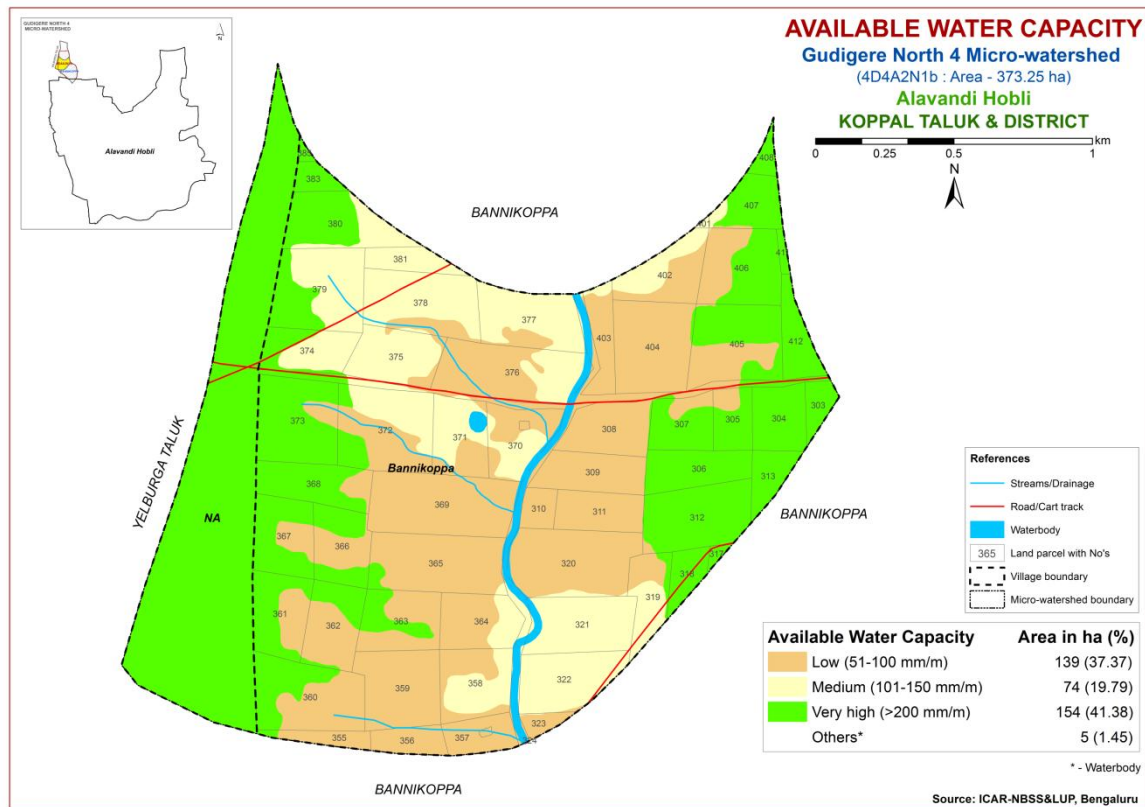 GUDIGERE NORTH 4
MICRO-WATERSHED
N
Alavandi Hobli
AVAILABLE WATER CAPACITY
Gudigere North 4 Micro-watershed
(4D4A2N1b : Area - 373.25 ha)
Alavandi Hobli
KOPPAL TALUK & DISTRICT
km
0 0.25 0.5 1
N
BANNIKOPPA
383
380
381
379
378
377
374
375
376
408
407
401
402
406
403
404
405
412
373
372
371
370
308
307
305
304
303
Bannikoppa
368
369
309
306
313
310
311
312
BANNIKOPPA
YELBURGA TALUK
NA
367
366
365
320
317
318
319
361
362
363
364
321
360
359
358
322
323
355
356
357
BANNIKOPPA
References
Streams/Drainage
Road/Cart track
Waterbody
365 Land parcel with No's
Village boundary
Micro-watershed boundary
Available Water Capacity Area in ha (%)
Low (51-100 mm/m) 139 (37.37)
Medium (101-150 mm/m) 74 (19.79)
Very high (>200 mm/m) 154 (41.38)
Others* 5 (1.45)
* - Waterbody
Source: ICAR-NBSS&LUP, Bengaluru